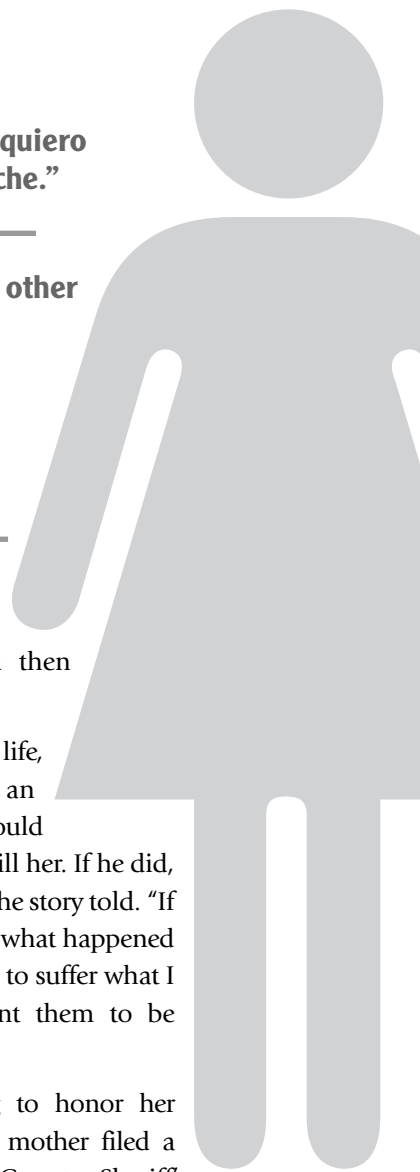 quiero
che.”
other
then
life,
an
ould
ill her. If he did,
he story told. “If
what happened
to suffer what I
nt them to be
to honor her
mother filed a